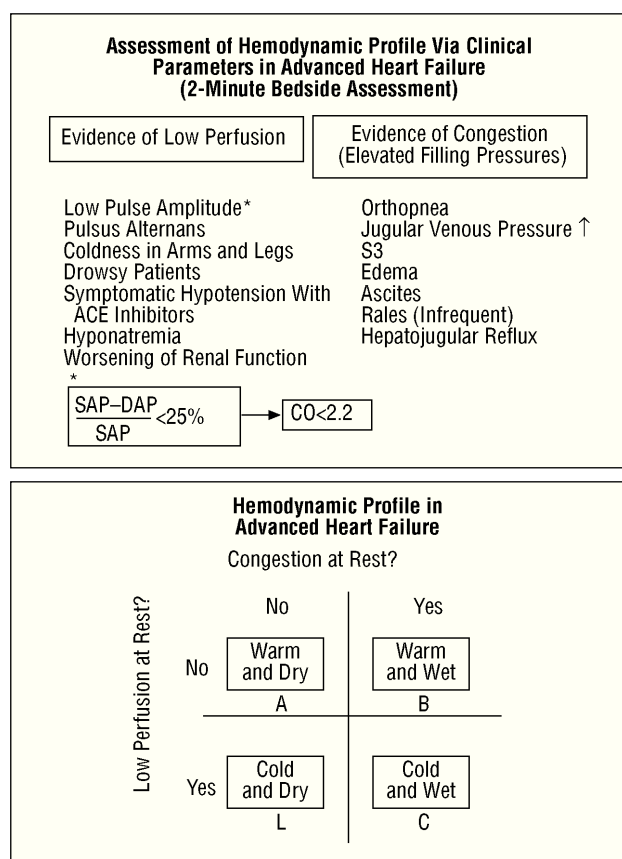 Assessment of Hemodynamic Profile Via Clinical
Parameters in Advanced Heart Failure
(2-Minute Bedside Assessment)
Evidence of Low Perfusion
Evidence of Congestion
(Elevated Filling Pressures)
Low Pulse Amplitude*
Pulsus Alternans
Coldness in Arms and Legs
Drowsy Patients
Symptomatic Hypotension With
ACE Inhibitors
Hyponatremia
Worsening of Renal Function
*
Orthopnea
Jugular Venous Pressure ↑
S3
Edema
Ascites
Rales (Infrequent)
Hepatojugular Reflux
SAP–DAP
SAP
<25%
CO<2.2
Hemodynamic Profile in
Advanced Heart Failure
Congestion at Rest?
Low Perfusion at Rest?
No
Yes
No
Warm
and Dry
A
Warm
and Wet
B
Yes
Cold
and Dry
L
Cold
and Wet
C